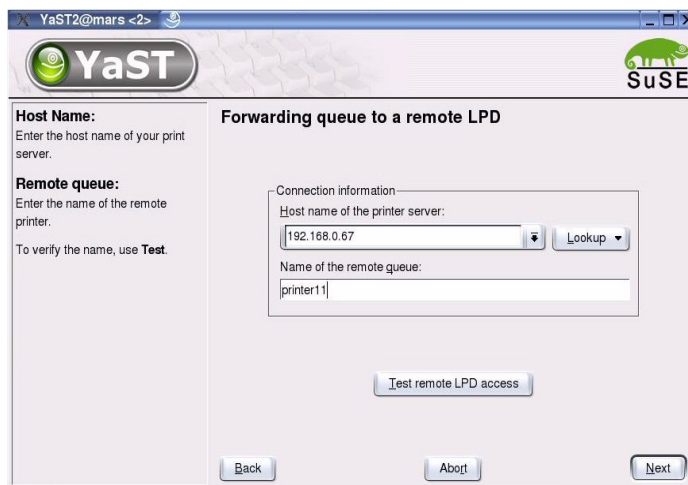 YaST2@mars <2>
YaST
SuSE
Host Name:
Enter the host name of your print
server.
Remote queue:
Enter the name of the remote
printer.
To verify the name, use Test.
Forwarding queue to a remote LPD
Connection information
Host name of the printer server:
192.168.0.67
Lookup
Name of the remote queue:
printer11
Test remote LPD access
Back
Abort
Next